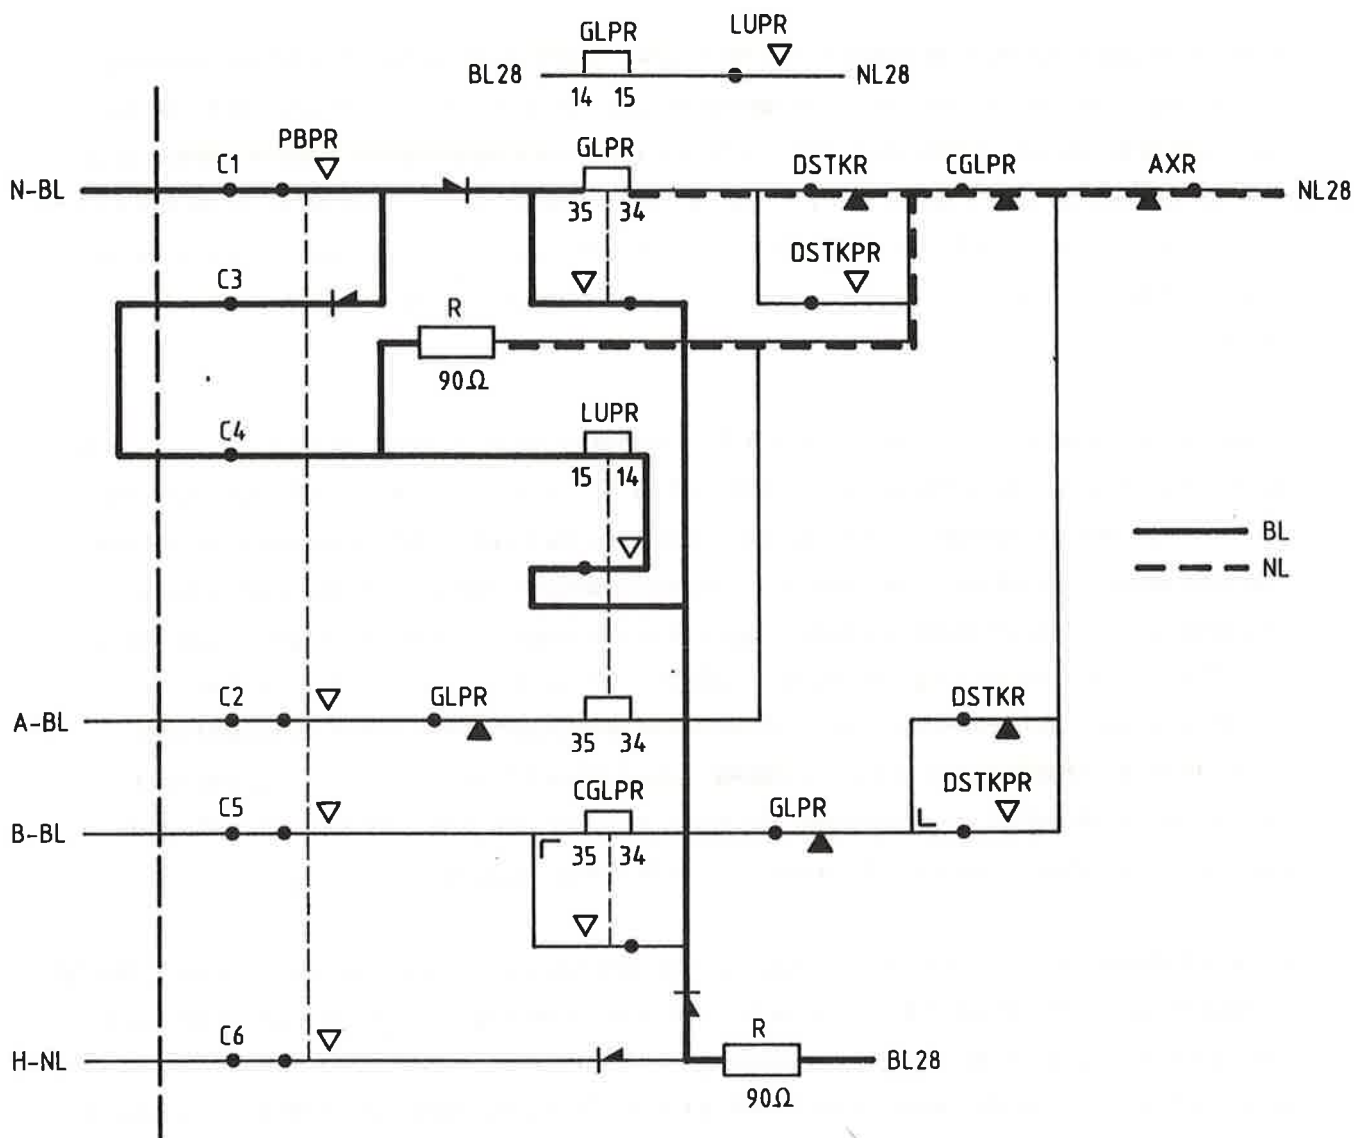 GLPR LUPR
BL28 NL28
14 15
PBPR GLPR
C1 DSTKR CGLPR AXR
N-BL NL28
35 34
DSTKPR
C3
R
90Ω
LUPR
C4
15 14
BL
NL
C2 GLPR DSTKR
A-BL
35 34
CGLPR DSTKPR
C5 GLPR
B-BL
35 34
C6 R
H-NL BL28
90Ω